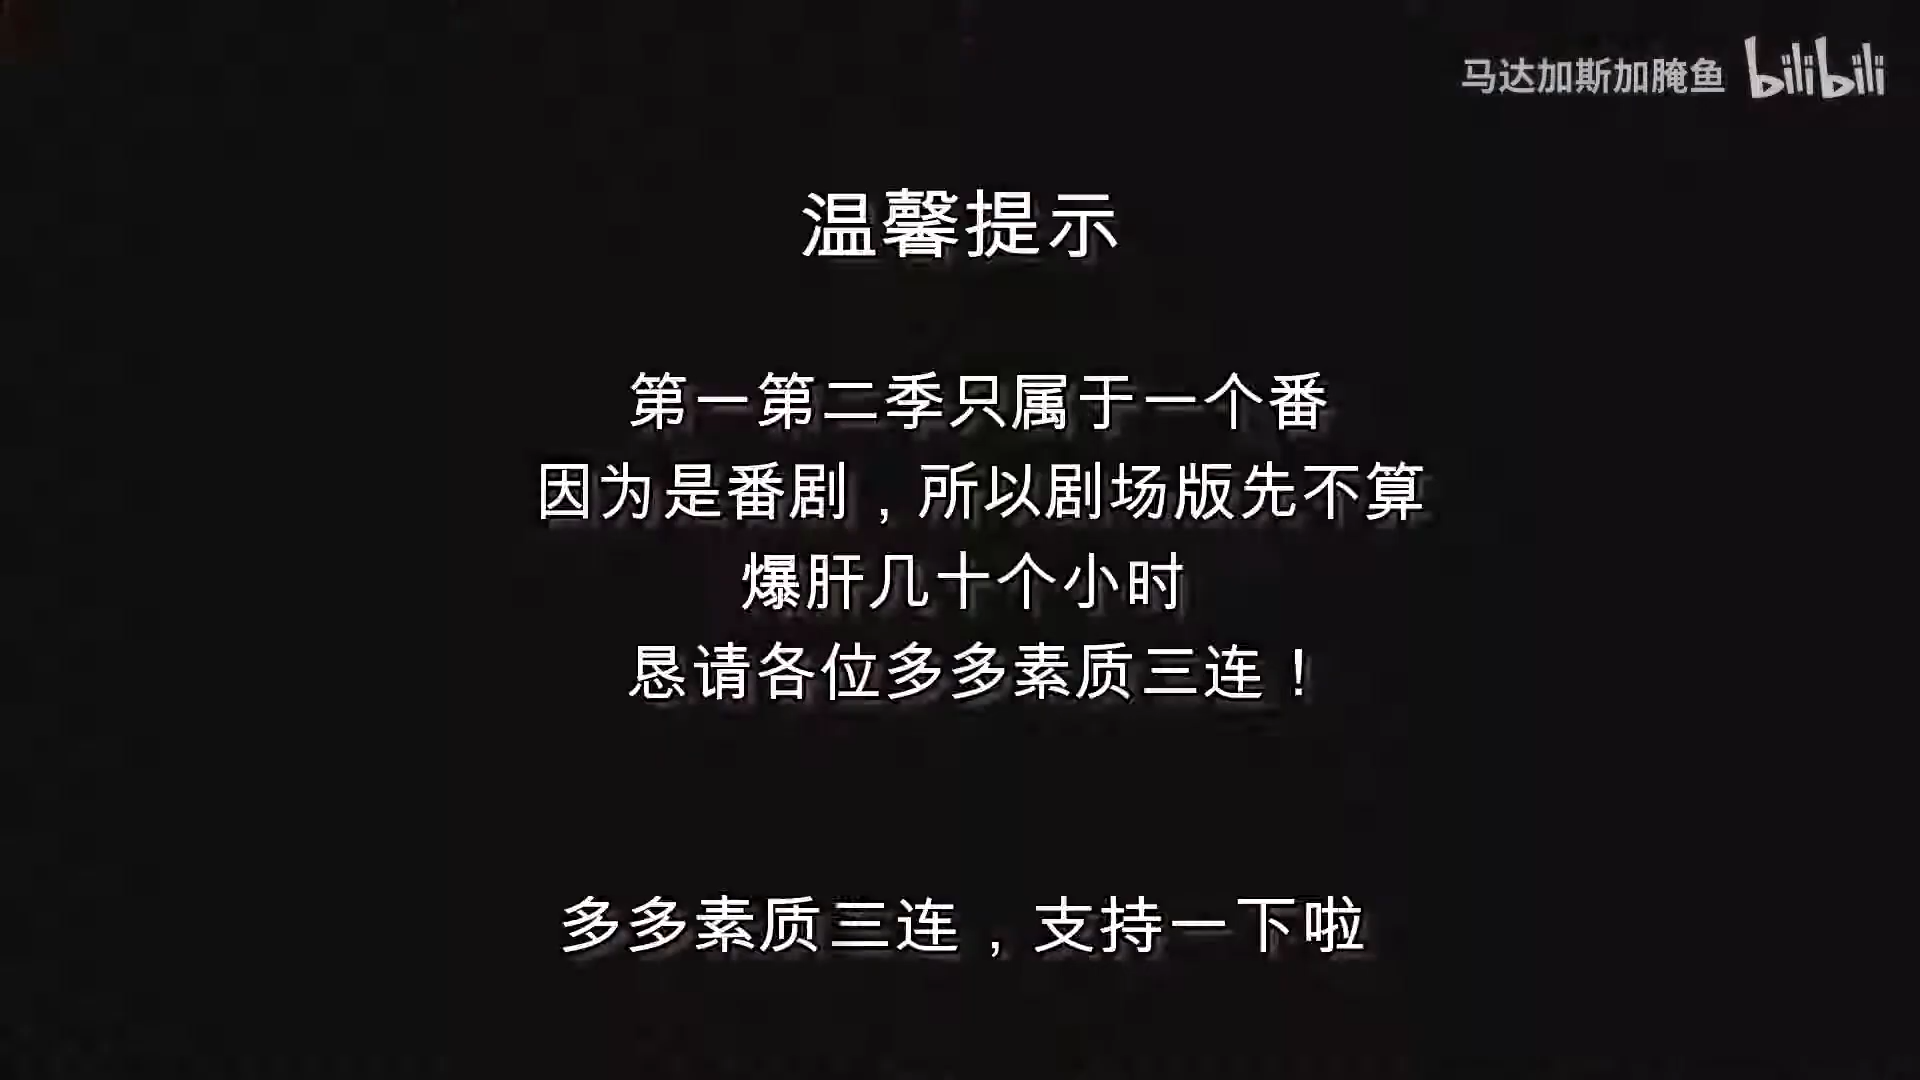 马达加斯加腌鱼 bilibili
温馨提示
第一第二季只属于一个番
因为是番剧，所以剧场版先不算
爆肝几十个小时
恳请各位多多素质三连！
多多素质三连，支持一下啦